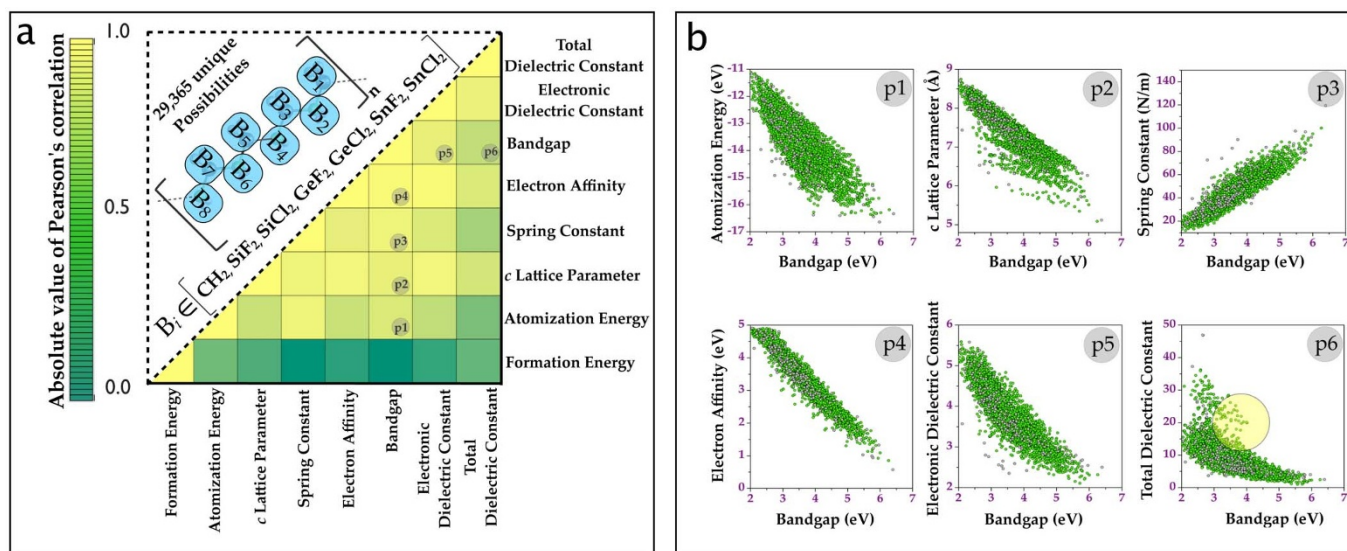 a
1.0
0.5
0.0
Absolute value of Pearson's correlation
29,365 unique
Possibilities
B1
B2
B3
B4
B5
B6
B7
B8
n
Bi ∈ [CH2, SiF2, SiCl2, GeF2, GeCl2, SnF2, SnCl2]
Total
Dielectric Constant
Electronic
Dielectric Constant
Bandgap
Electron Affinity
Spring Constant
c Lattice Parameter
Atomization Energy
Formation Energy
p5
p6
p4
p3
p2
p1
Formation Energy
Atomization Energy
c Lattice Parameter
Spring Constant
Electron Affinity
Bandgap
Electronic
Dielectric Constant
Total
Dielectric Constant
b
p1
Atomization Energy (eV)
-11
-12
-13
-14
-15
-16
-17
2 3 4 5 6 7
Bandgap (eV)
p2
c Lattice Parameter (Å)
9
8
7
6
5
2 3 4 5 6 7
Bandgap (eV)
p3
Spring Constant (N/m)
140
120
100
80
60
40
20
2 3 4 5 6 7
Bandgap (eV)
p4
Electron Affinity (eV)
5
4
3
2
1
0
2 3 4 5 6 7
Bandgap (eV)
p5
Electronic Dielectric Constant
6
5
4
3
2
2 3 4 5 6 7
Bandgap (eV)
p6
Total Dielectric Constant
50
40
30
20
10
0
2 3 4 5 6 7
Bandgap (eV)